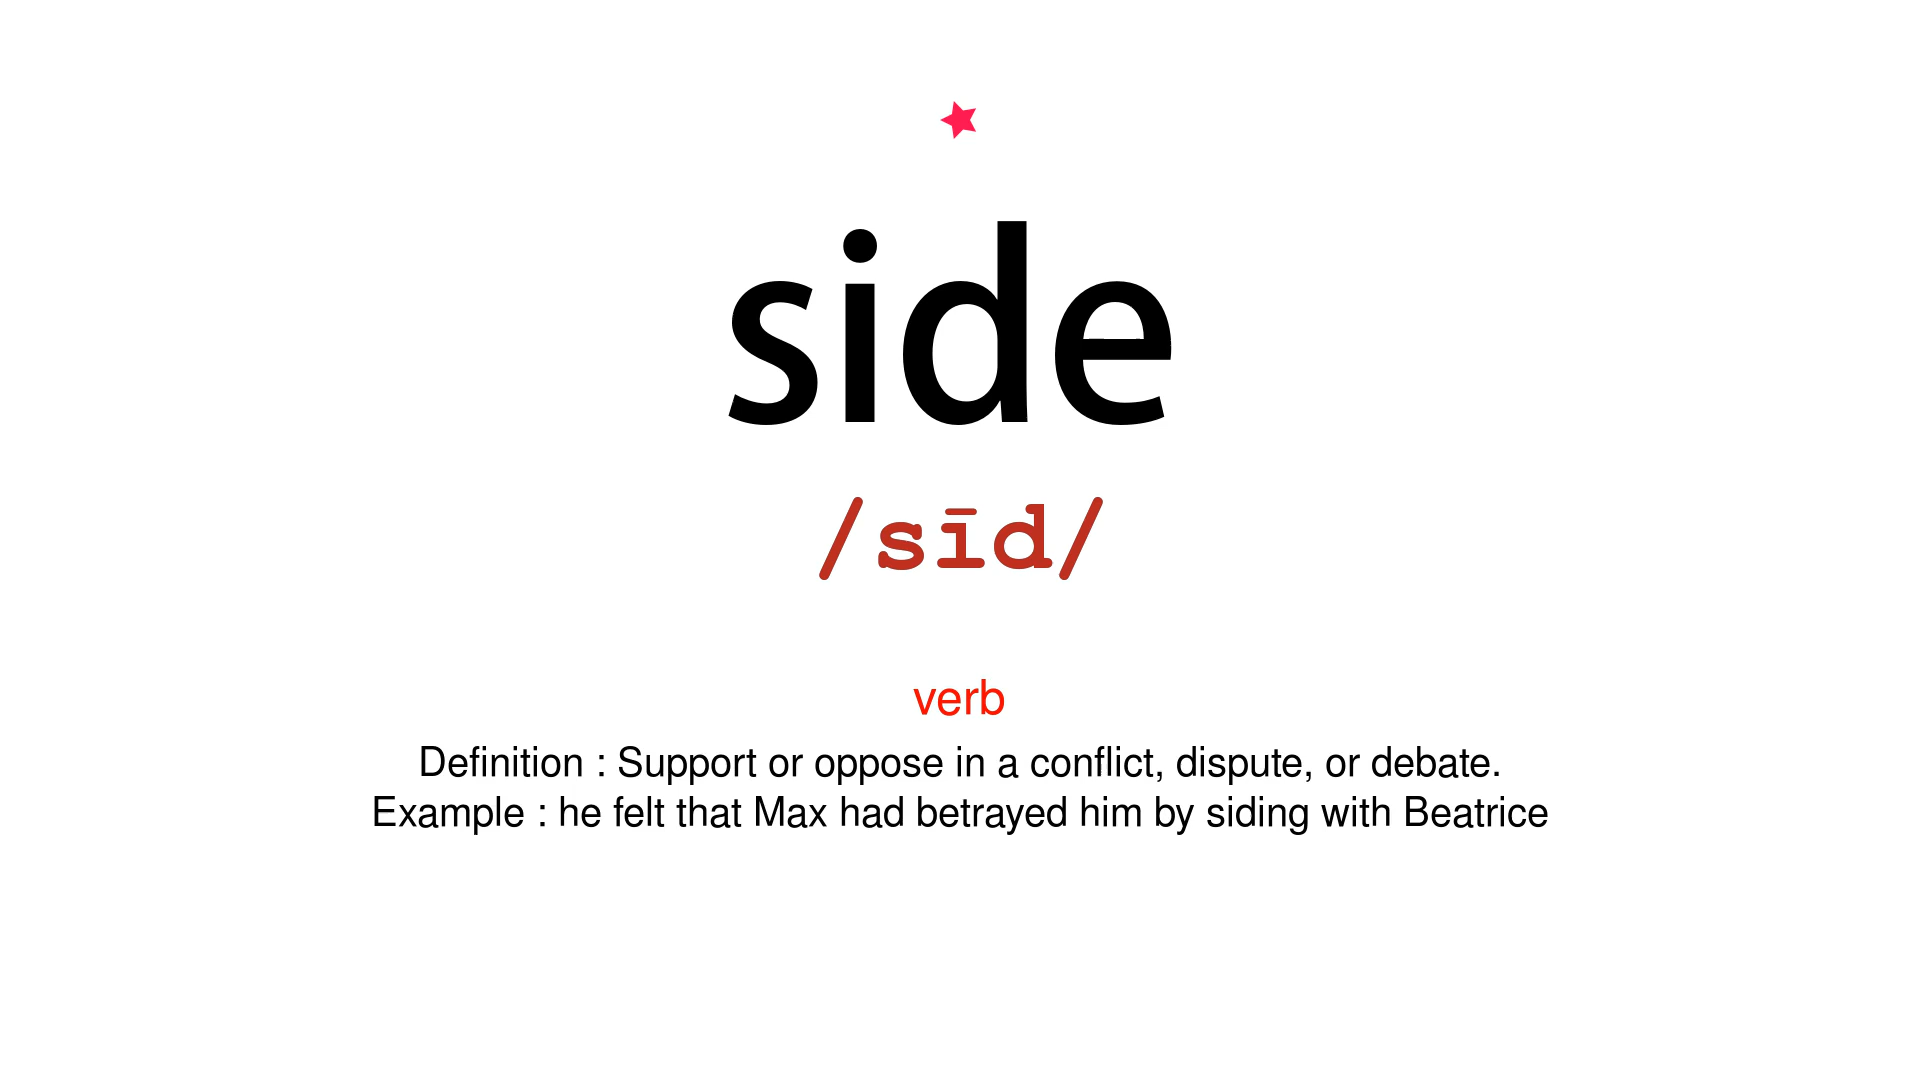 side
/sīd/
verb
Definition : Support or oppose in a conflict, dispute, or debate.
Example : he felt that Max had betrayed him by siding with Beatrice